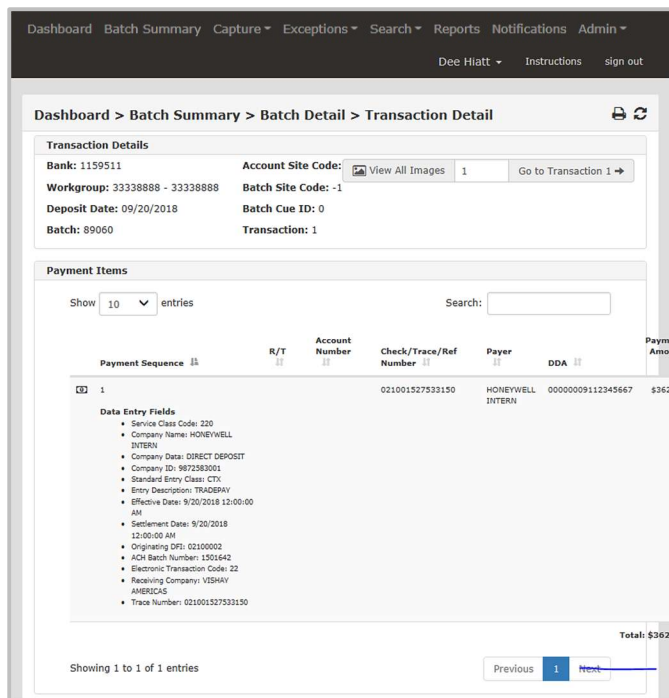 Dashboard Batch Summary Capture Exceptions Search Reports Notifications Admin
Dee Hiatt Instructions sign out
Dashboard > Batch Summary > Batch Detail > Transaction Detail
Transaction Details
Bank: 1159511
Workgroup: 33338888 - 33338888
Deposit Date: 09/20/2018
Batch: 89060
Account Site Code:
Batch Site Code: -1
Batch Cue ID: 0
Transaction: 1
View All Images 1 Go to Transaction 1
Payment Items
Show 10 entries Search:
Payment Sequence R/T Account Number Check/Trace/Ref Number Payer DDA Paym Amo
1 021001527533150 HONEYWELL INTERN 00000009112345667 $362
Data Entry Fields
Service Class Code: 220
Company Name: HONEYWELL
INTERN
Company Data: DIRECT DEPOSIT
Company ID: 9872583001
Standard Entry Class: CTX
Entry Description: TRADEPAY
Effective Date: 9/20/2018 12:00:00
AM
Settlement Date: 9/20/2018
12:00:00 AM
Originating DFI: 02100002
ACH Batch Number: 1501642
Electronic Transaction Code: 22
Receiving Company: VISHAY
AMERICAS
Trace Number: 021001527533150
Total: $362
Showing 1 to 1 of 1 entries Previous 1 Next